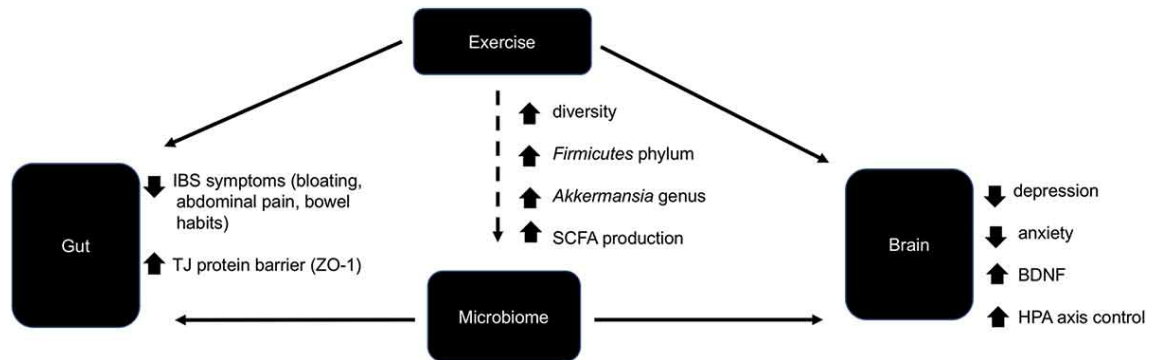 Exercise
diversity
Firmicutes phylum
Akkermansia genus
SCFA production
Gut
IBS symptoms (bloating,
abdominal pain, bowel
habits)
TJ protein barrier (ZO-1)
Microbiome
Brain
depression
anxiety
BDNF
HPA axis control